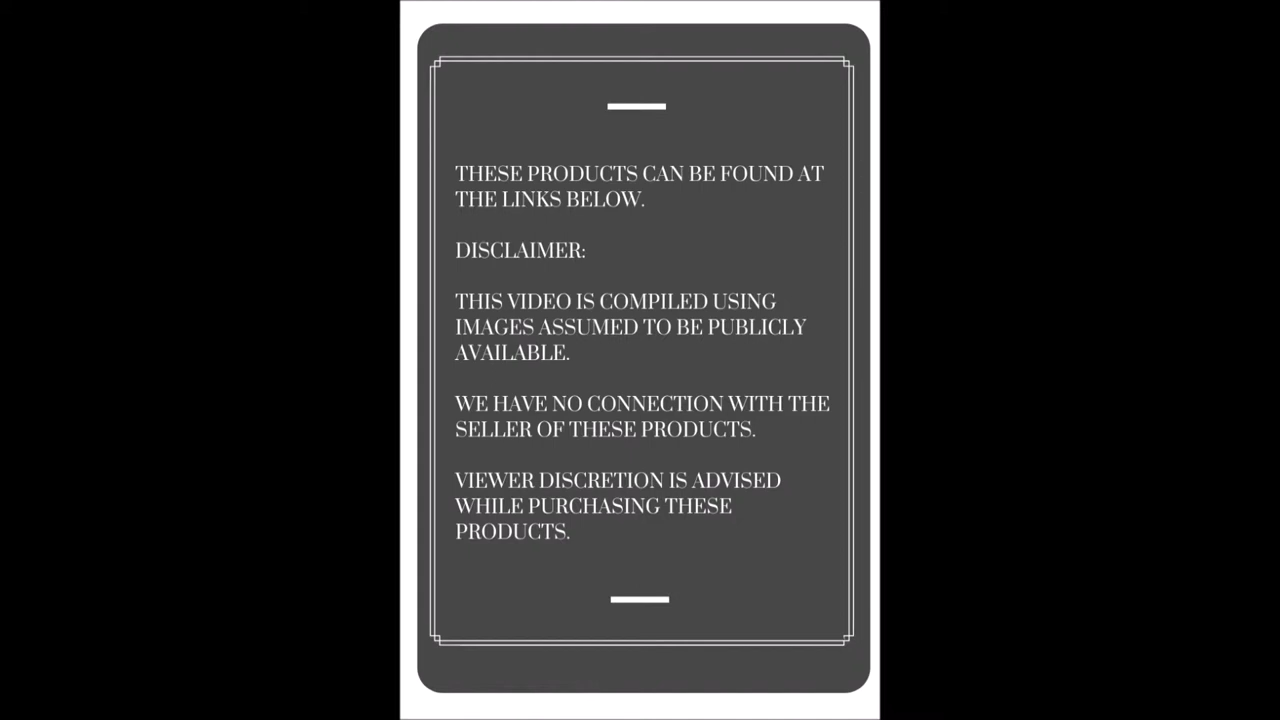 THESE PRODUCTS CAN BE FOUND AT
THE LINKS BELOW.
DISCLAIMER:
THIS VIDEO IS COMPILED USING
IMAGES ASSUMED TO BE PUBLICLY
AVAILABLE.
WE HAVE NO CONNECTION WITH THE
SELLER OF THESE PRODUCTS.
VIEWER DISCRETION IS ADVISED
WHILE PURCHASING THESE
PRODUCTS.